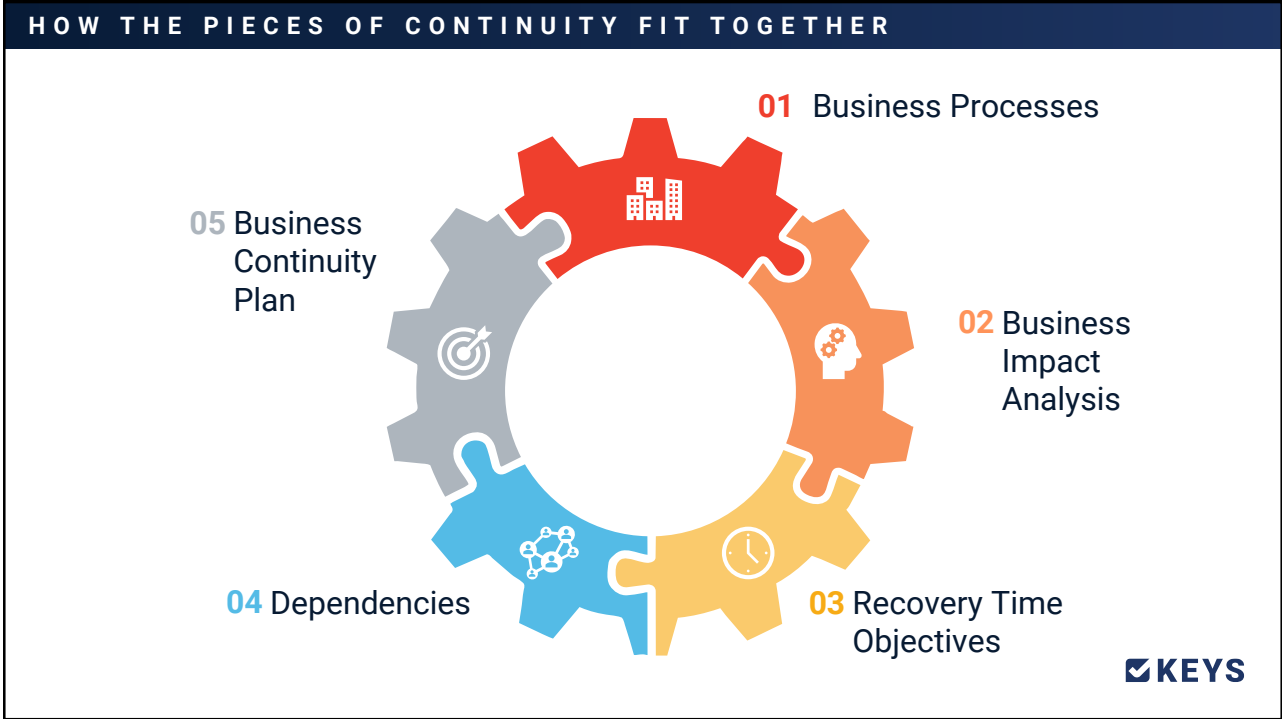 HOW THE PIECES OF CONTINUITY FIT TOGETHER
01 Business Processes
02 Business
Impact
Analysis
03 Recovery Time
Objectives
04 Dependencies
05 Business
Continuity
Plan
KEYS